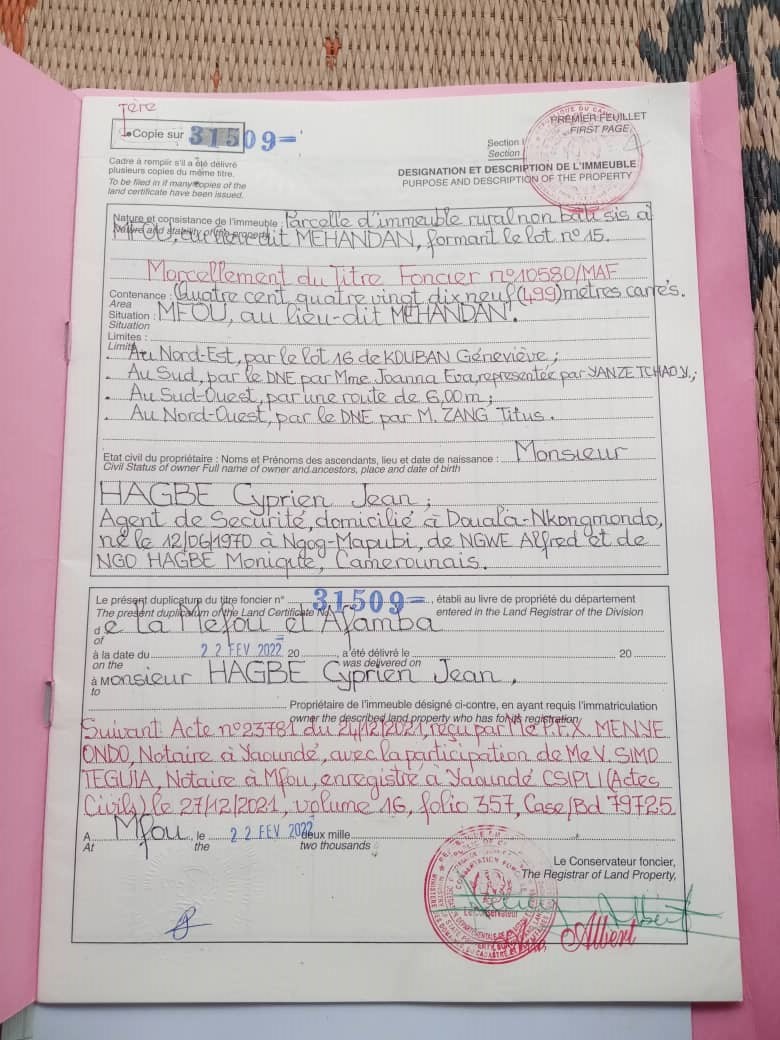 1ère
Copie sur 31509=
PREMIER FEUILLET
FIRST PAGE
Section I
Section
Cadre à remplir s'il a été délivré
plusieurs copies du même titre.
To be filed in if many copies of the
land certificate have been issued.
DESIGNATION ET DESCRIPTION DE L'IMMEUBLE
PURPOSE AND DESCRIPTION OF THE PROPERTY
Nature et consistance de l'immeuble Parcelle d'immeuble rural non bâti sis à
MFOU, au lieu-dit MEHANDAN, formant le lot n° 15.
Morcellement du Titre Foncier n° 10580/MAF
Contenance : Quatre cent quatre vingt dix neuf (499) mètres carrés.
Area
Situation : MFOU, au lieu-dit MEHANDAN.
Situation
Limites :
Limits
. Au Nord-Est, par le lot 16 de KOUBAN Géneviève ;
. Au Sud, par le DNE par Mme Joanna Eva, representée par YANZE TCHAO V. ;
. Au Sud-Ouest, par une route de 6,00 m ;
. Au Nord-Ouest, par le DNE par M. ZANG Titus .
Etat civil du propriétaire : Noms et Prénoms des ascendants, lieu et date de naissance : Monsieur
Civil Status of owner Full name of owner and ancestors, place and date of birth
HAGBE Cyprien Jean ;
Agent de Sécurité, domicilié à Douala-Nkongmondo,
né le 12/06/1970 à Ngog-Mapubi, de NGWE Alfred et de
NGO HAGBE Monique, Camerounais.
Le présent duplicatum du titre foncier n° 31509= , établi au livre de propriété du département
The present duplicatum of the Land Certificate No. entered in the Land Registrar of the Division
de La Mefou et Afamba
of
à la date du 22 FEV 2022 20 , a été délivré le 20
on the was delivered on
à Monsieur HAGBE Cyprien Jean ,
to
Propriétaire de l'immeuble désigné ci-contre, en ayant requis l'immatriculation
owner the described land property who has for its registration
Suivant Acte n° 23781 du 24/12/2021, reçu par Me P.F.X. MENYE
ONDO, Notaire à Yaoundé, avec la participation de Me V. SIMO
TEGUIA, Notaire à Mfou, enregistré à Yaoundé CSIPLI (Actes
Civils) le 27/12/2021, volume 16, folio 357, Case/Bd 79725.
A Mfou , le 22 FEV 2022 deux mille
At the two thousands
Le Conservateur foncier,
The Registrar of Land Property,
Le Conservateur
Albert